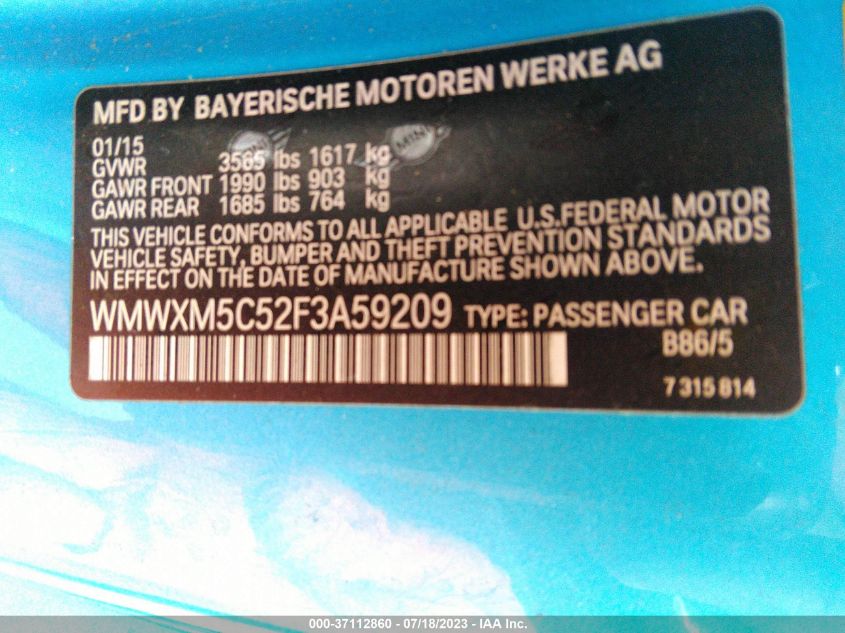 MFD BY BAYERISCHE MOTOREN WERKE AG
01/15
GVWR 3565 lbs 1617 kg
GAWR FRONT 1990 lbs 903 kg
GAWR REAR 1685 lbs 764 kg
MINI MINI
THIS VEHICLE CONFORMS TO ALL APPLICABLE U.S.FEDERAL MOTOR
VEHICLE SAFETY, BUMPER AND THEFT PREVENTION STANDARDS
IN EFFECT ON THE DATE OF MANUFACTURE SHOWN ABOVE.
WMWXM5C52F3A59209 TYPE: PASSENGER CAR
B86/5
7 315 814
000-37112860 - 07/18/2023 - IAA Inc.